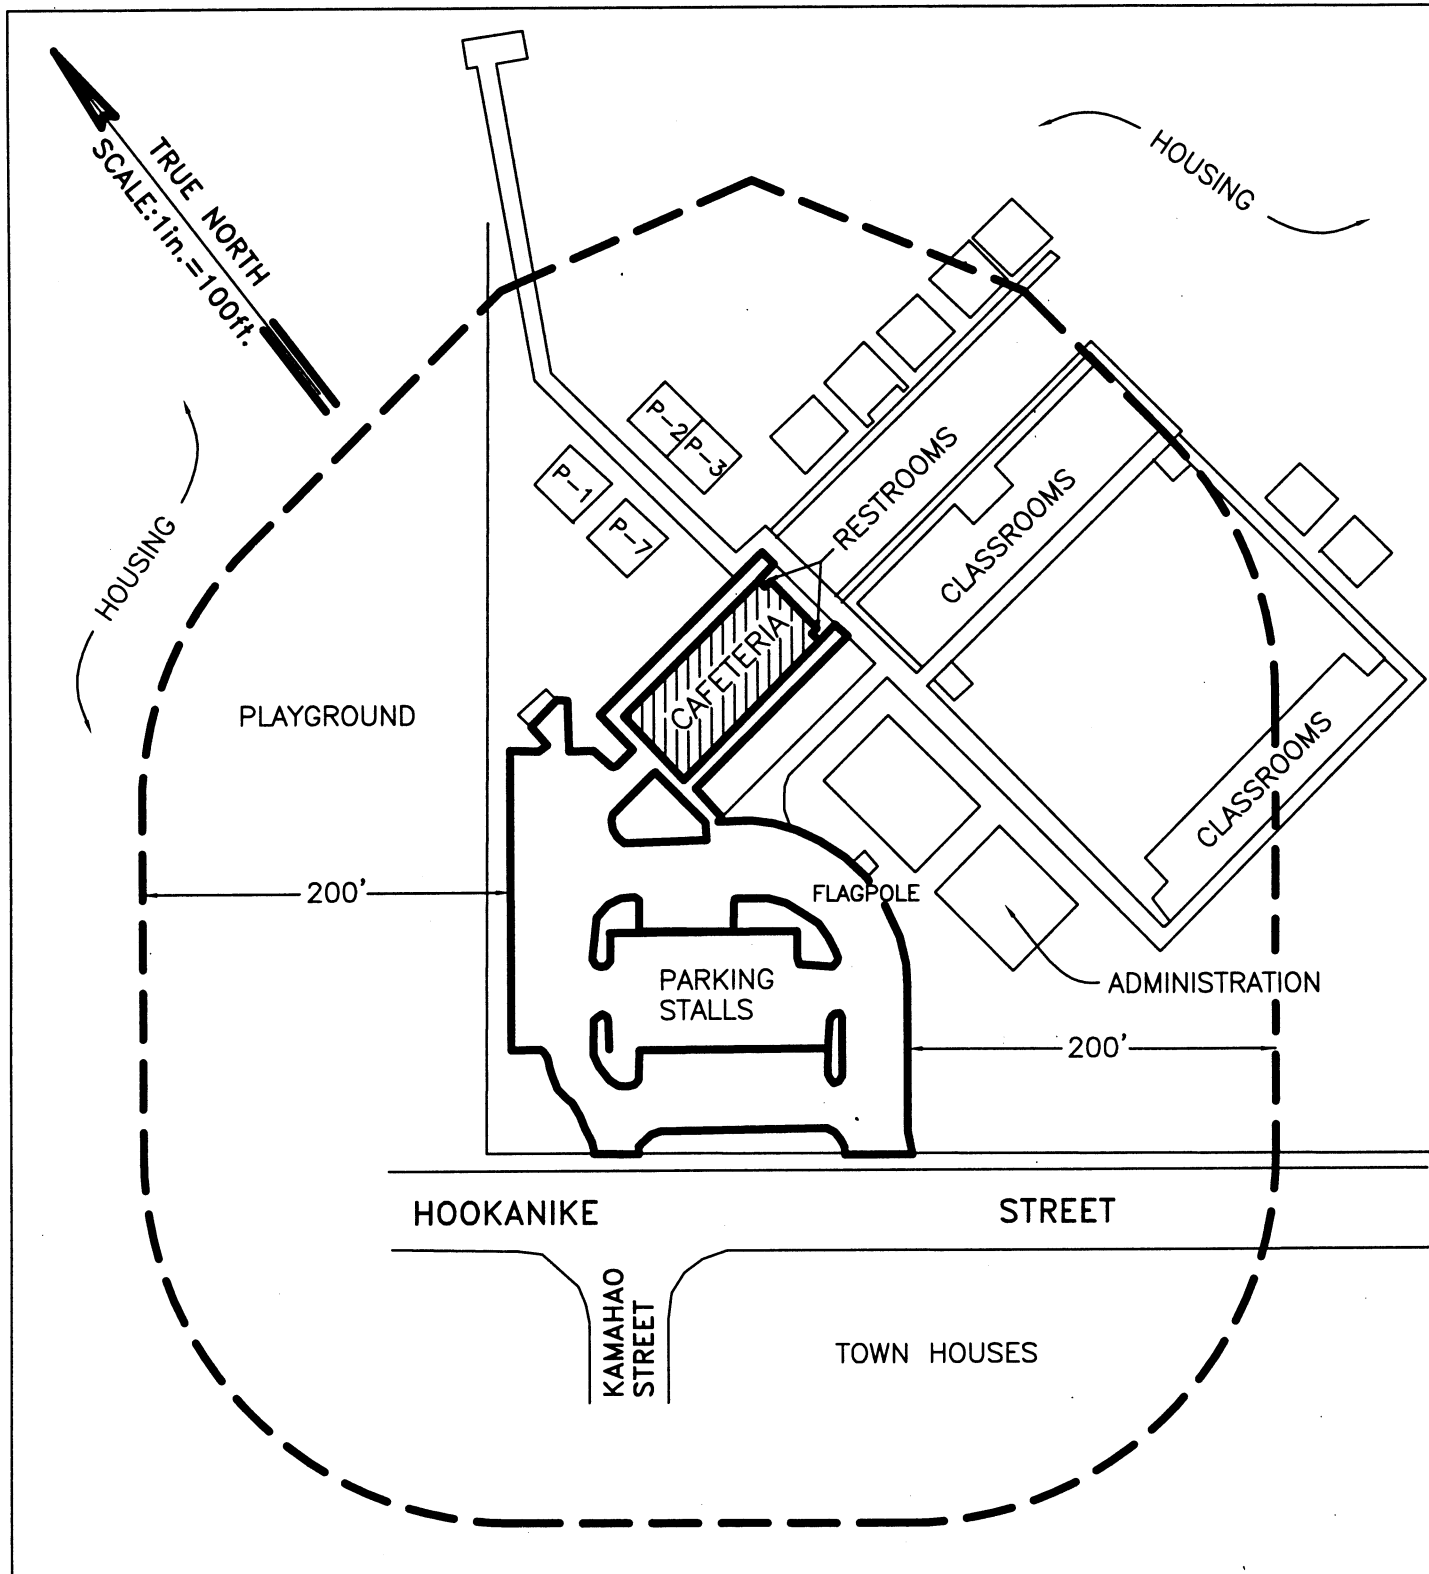 TRUE NORTH
SCALE:1in.=100ft.
HOUSING
HOUSING
P-2
P-3
P-1
P-7
RESTROOMS
CLASSROOMS
CAFETERIA
PLAYGROUND
CLASSROOMS
200'
FLAGPOLE
PARKING
STALLS
ADMINISTRATION
200'
HOOKANIKE STREET
KAMAHAO
STREET
TOWN HOUSES